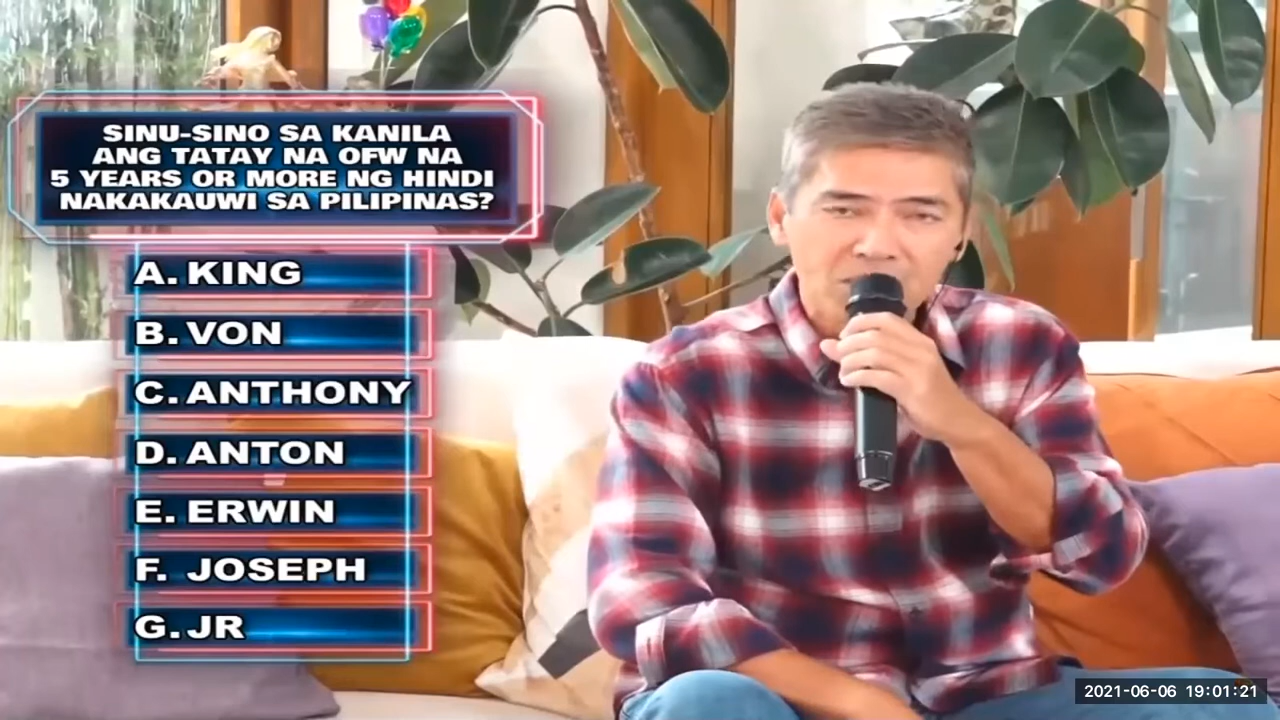 SINU-SINO SA KANILA
ANG TATAY NA OFW NA
5 YEARS OR MORE NG HINDI
NAKAKAUWI SA PILIPINAS?
A. KING
B. VON
C. ANTHONY
D. ANTON
E. ERWIN
F. JOSEPH
G. JR
2021-06-06 19:01:21